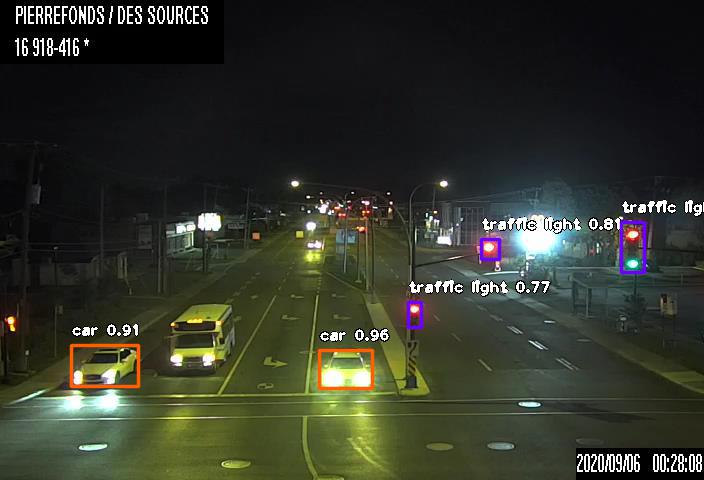 PIERREFONDS / DES SOURCES
16 918-416 *
traffic lig
traffic light 0.81
traffic light 0.77
car 0.91
car 0.96
2020/09/06 00:28:08